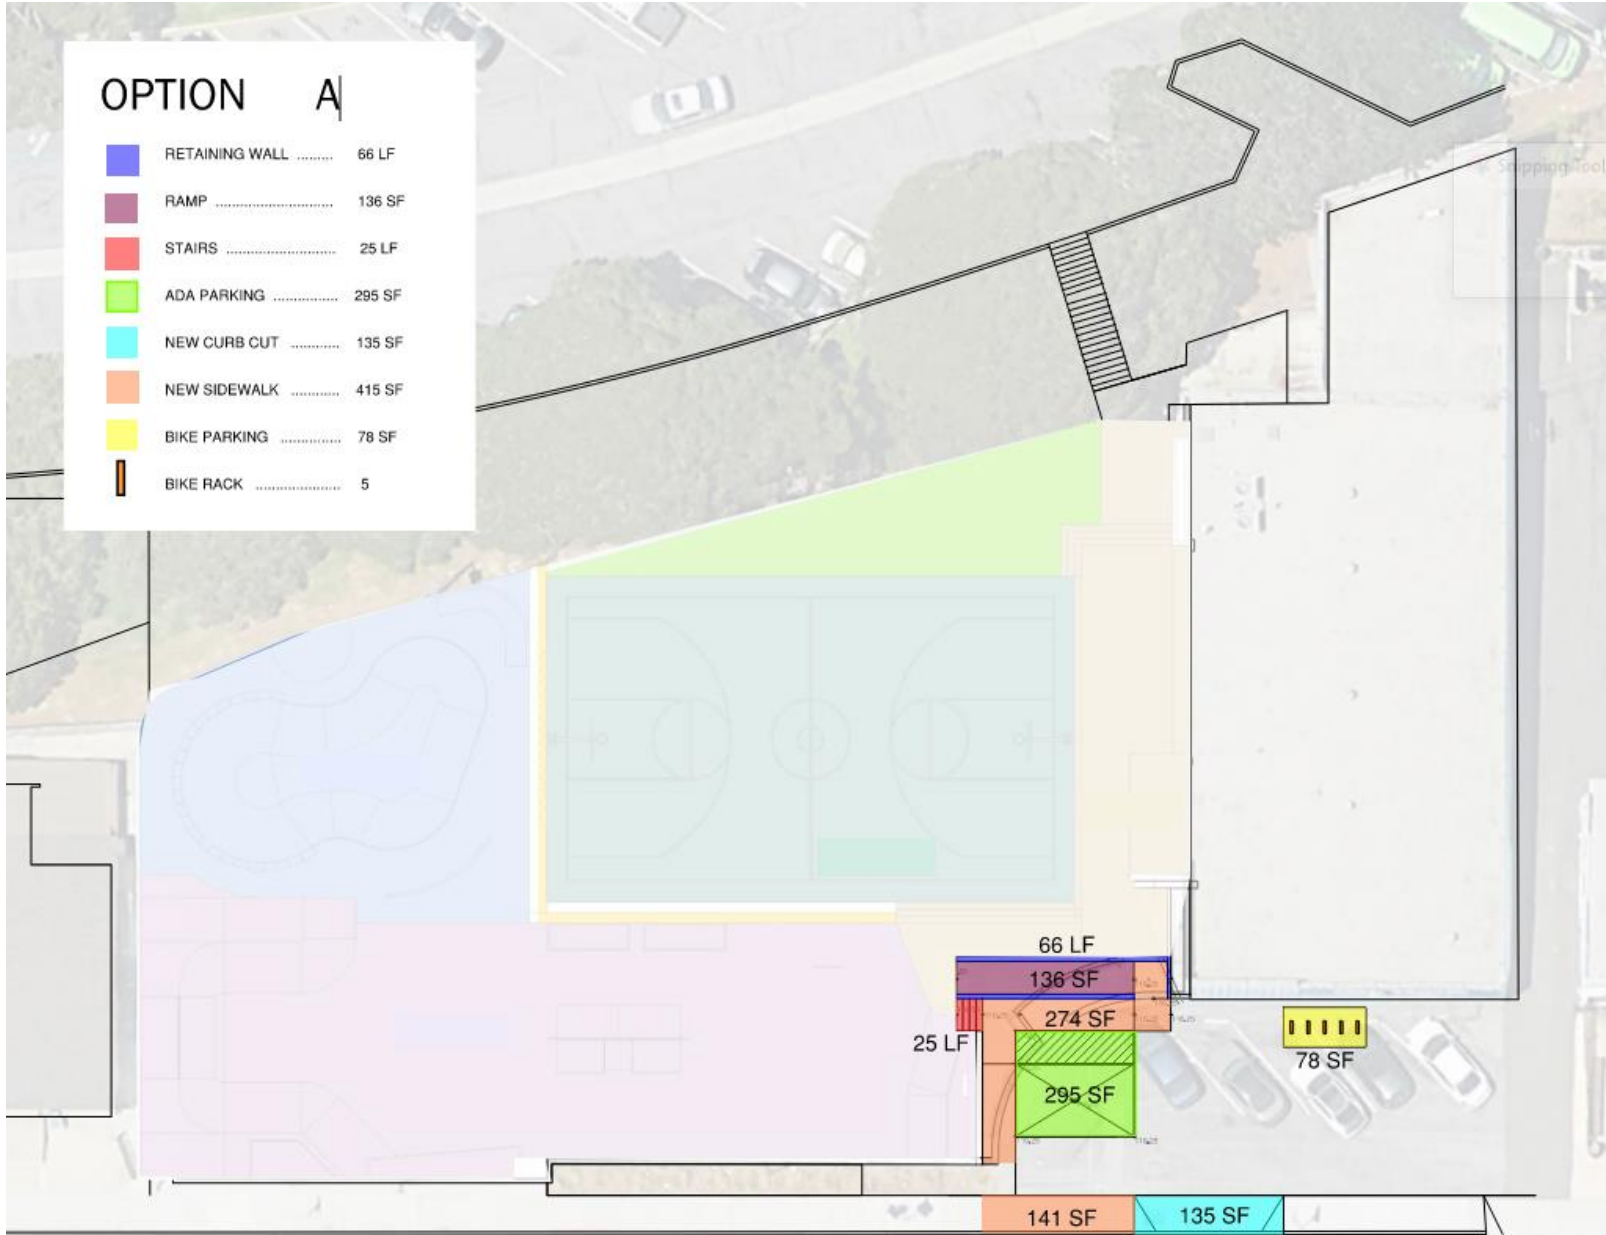 OPTION A
RETAINING WALL ......... 66 LF
RAMP ............................. 136 SF
STAIRS ........................... 25 LF
ADA PARKING ................ 295 SF
NEW CURB CUT ............ 135 SF
NEW SIDEWALK ............ 415 SF
BIKE PARKING ............... 78 SF
BIKE RACK ..................... 5
Snipping Tool
66 LF
136 SF
274 SF
25 LF
78 SF
295 SF
141 SF
135 SF